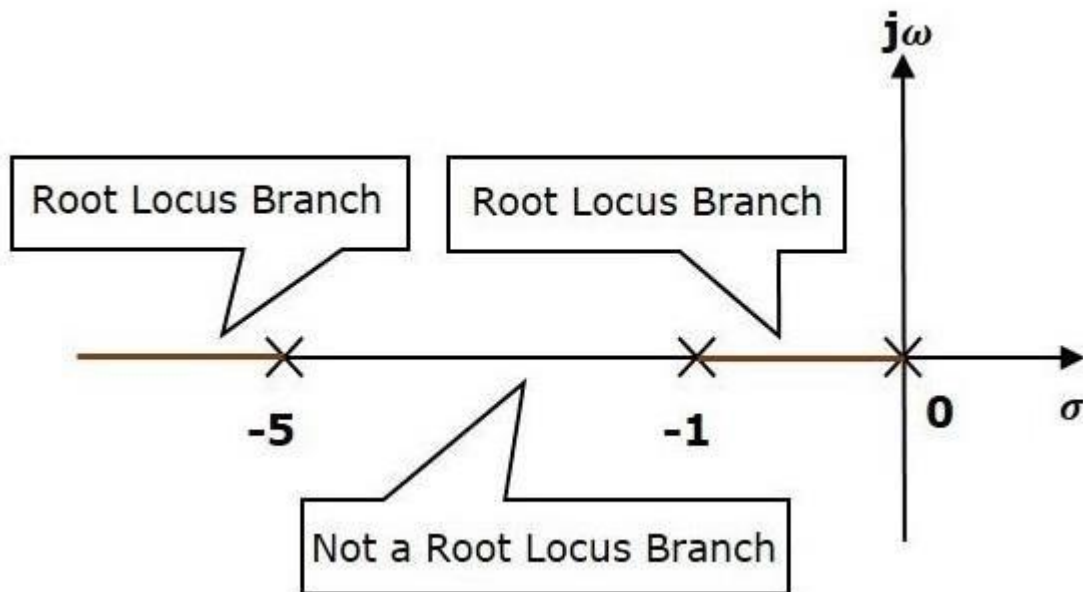 jω
Root Locus Branch
Root Locus Branch
-5
-1
0
σ
Not a Root Locus Branch